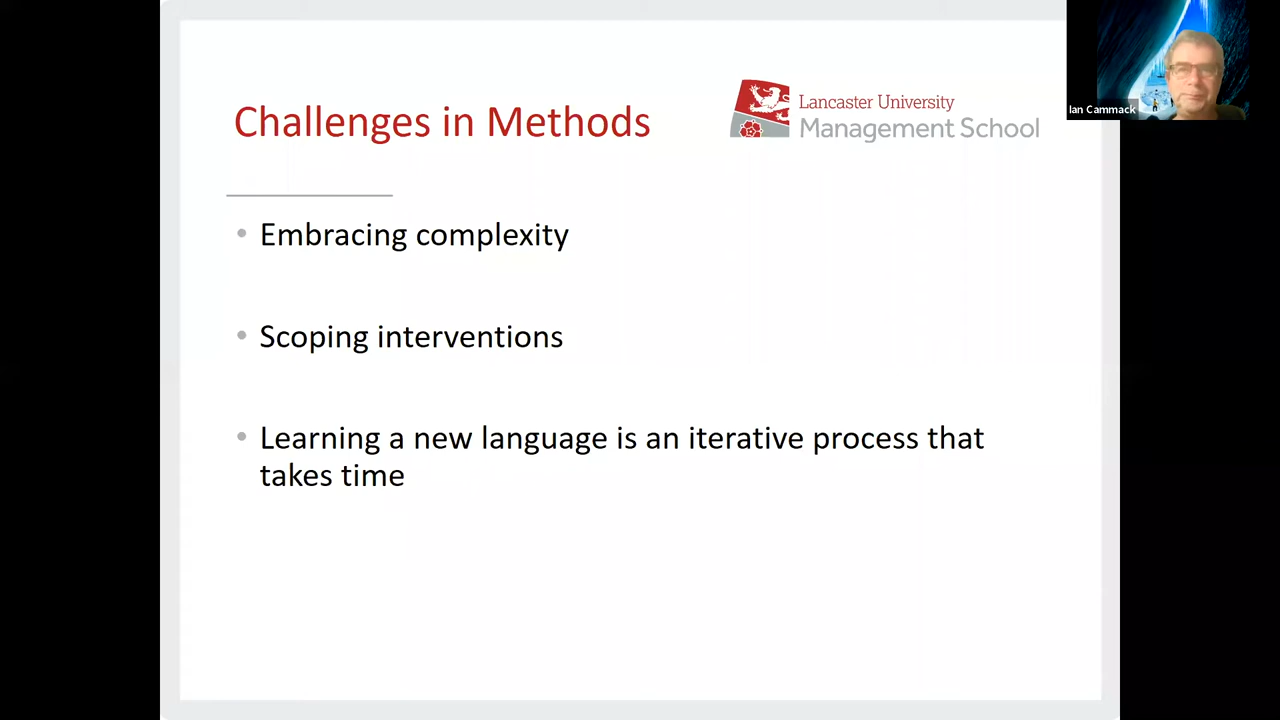 Challenges in Methods
Lancaster University
Management School
Ian Cammack
• Embracing complexity
• Scoping interventions
• Learning a new language is an iterative process that
takes time